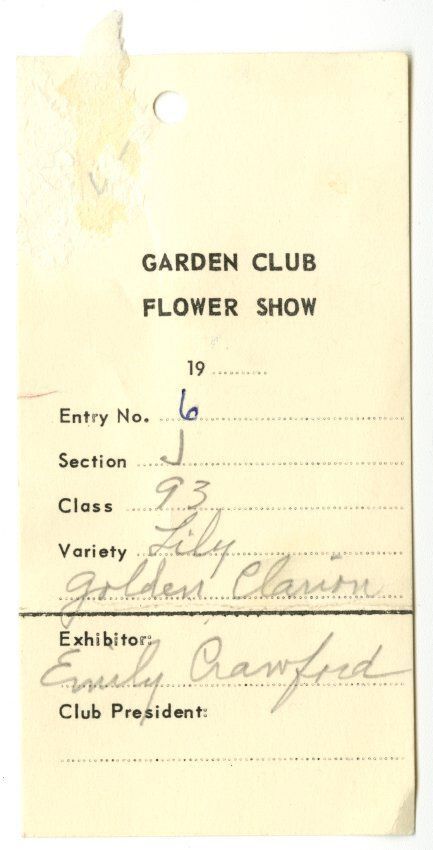 GARDEN CLUB
FLOWER SHOW
19 ..........
Entry No. 6
Section J
Class 93
Variety Lily
Golden Clarion
Exhibitor:
Emily Crawford
Club President: